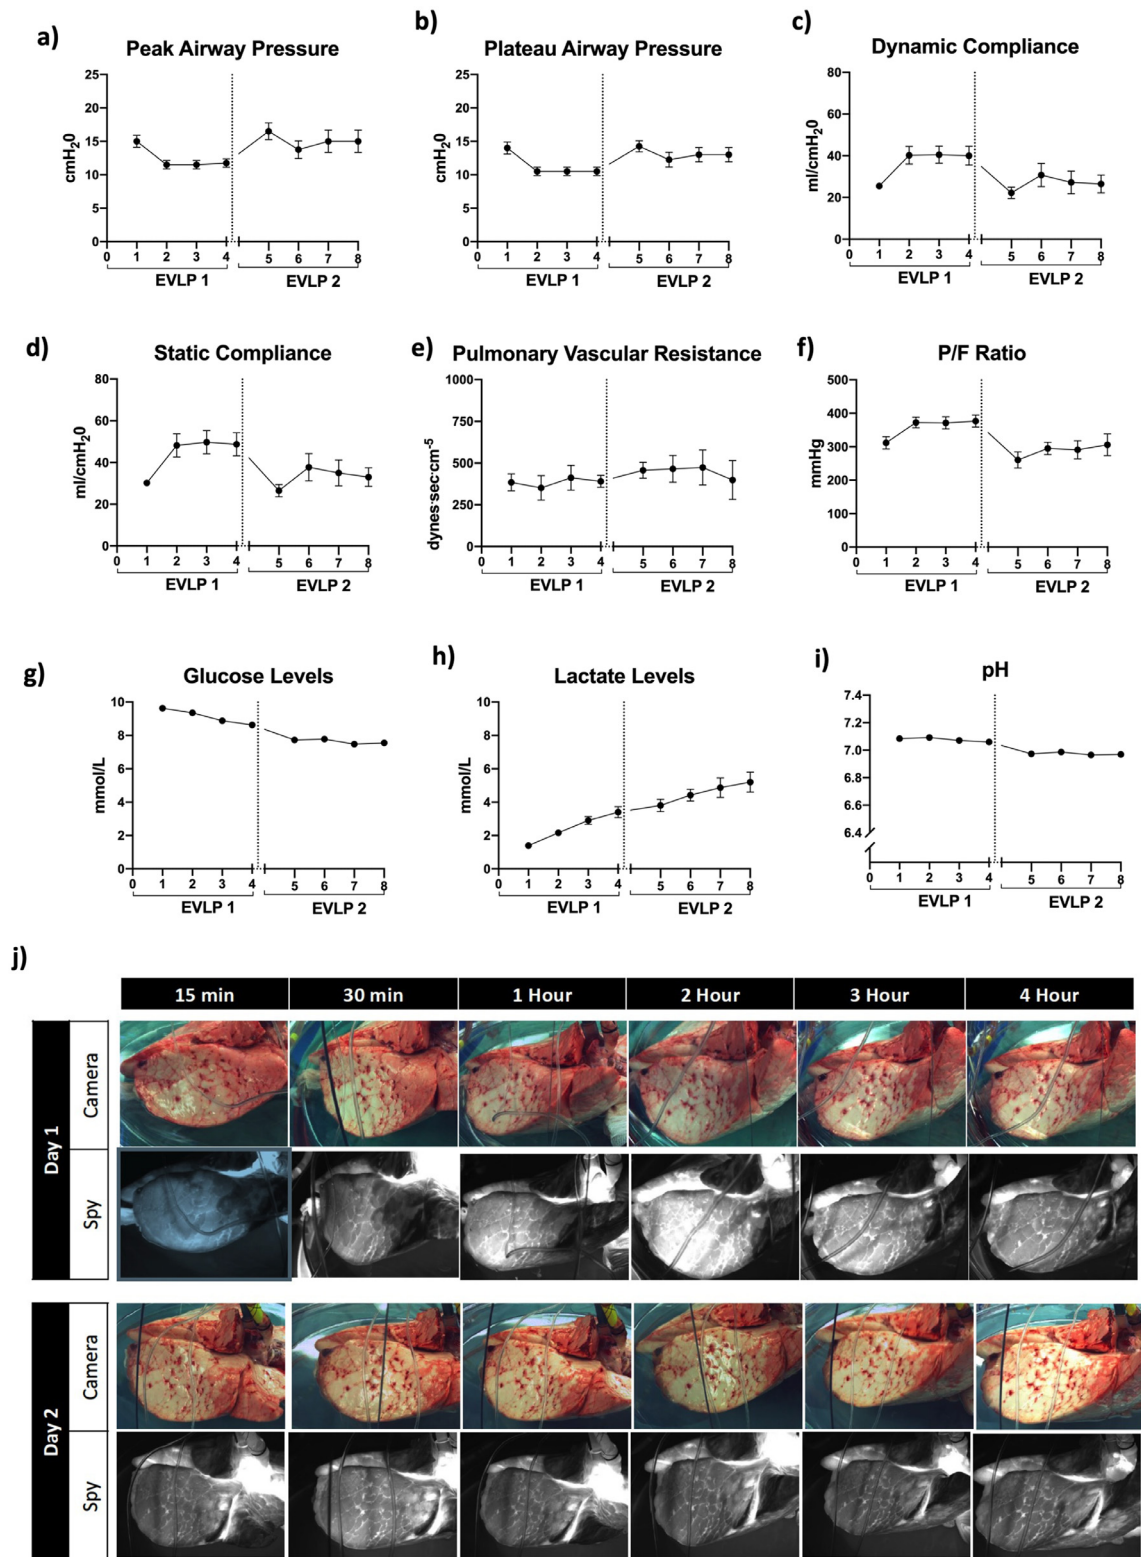 a)
Peak Airway Pressure
cmH20
25
20
15
10
5
0
0 1 2 3 4 5 6 7 8
EVLP 1 EVLP 2
b)
Plateau Airway Pressure
cmH20
25
20
15
10
5
0
0 1 2 3 4 5 6 7 8
EVLP 1 EVLP 2
c)
Dynamic Compliance
ml/cmH20
80
60
40
20
0
0 1 2 3 4 5 6 7 8
EVLP 1 EVLP 2
d)
Static Compliance
ml/cmH20
80
60
40
20
0
0 1 2 3 4 5 6 7 8
EVLP 1 EVLP 2
e)
Pulmonary Vascular Resistance
dynes·sec·cm-5
1000
750
500
250
0
0 1 2 3 4 5 6 7 8
EVLP 1 EVLP 2
f)
P/F Ratio
mmHg
500
400
300
200
100
0
0 1 2 3 4 5 6 7 8
EVLP 1 EVLP 2
g)
Glucose Levels
mmol/L
10
8
6
4
2
0
0 1 2 3 4 5 6 7 8
EVLP 1 EVLP 2
h)
Lactate Levels
mmol/L
10
8
6
4
2
0
0 1 2 3 4 5 6 7 8
EVLP 1 EVLP 2
i)
pH
7.4
7.2
7.0
6.8
6.6
6.4
0 1 2 3 4 5 6 7 8
EVLP 1 EVLP 2
j)
15 min 30 min 1 Hour 2 Hour 3 Hour 4 Hour
Day 1
Camera
Spy
Day 2
Camera
Spy